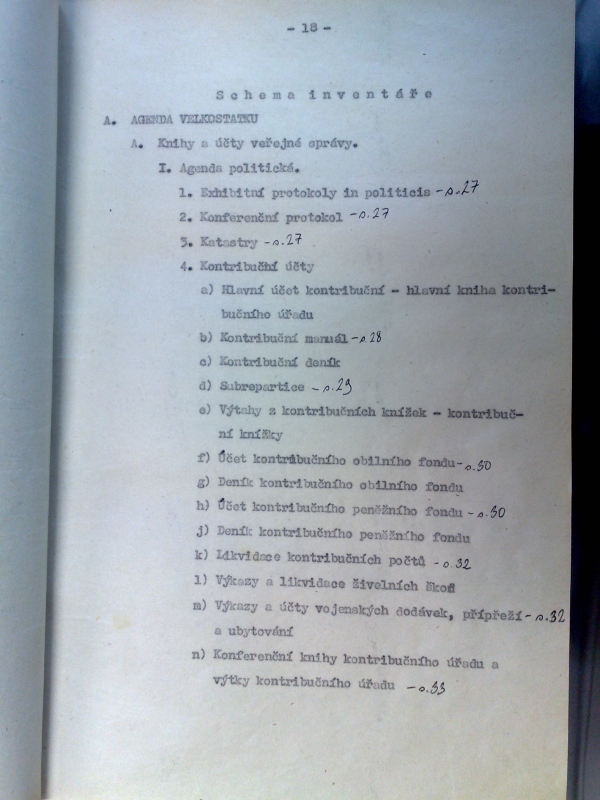 - 18 -
Schema inventáře
A. AGENDA VELKOSTATKU
A. Knihy a účty veřejné správy.
I. Agenda politická.
1. Exhibitní protokoly in politicis - s.27
2. Konferenční protokol - s.27
3. Katastry - s.27
4. Kontribuční účty
a) Hlavní účet kontribuční - hlavní kniha kontri-
bučního úřadu
b) Kontribuční manuál - s.28
c) Kontribuční deník
d) Subrepartice - s.29
e) Výtahy z kontribučních knížek - kontribuč-
ní knížky
f) Účet kontribučního obilního fondu - s.30
g) Deník kontribučního obilního fondu
h) Účet kontribučního peněžního fondu - s.30
j) Deník kontribučního peněžního fondu
k) Likvidace kontribučních počtů - s.32
l) Výkazy a likvidace živelních škod
m) Výkazy a účty vojenských dodávek, přípřeží - s.32
a ubytování
n) Konferenční knihy kontribučního úřadu a
výtky kontribučního úřadu - s.33